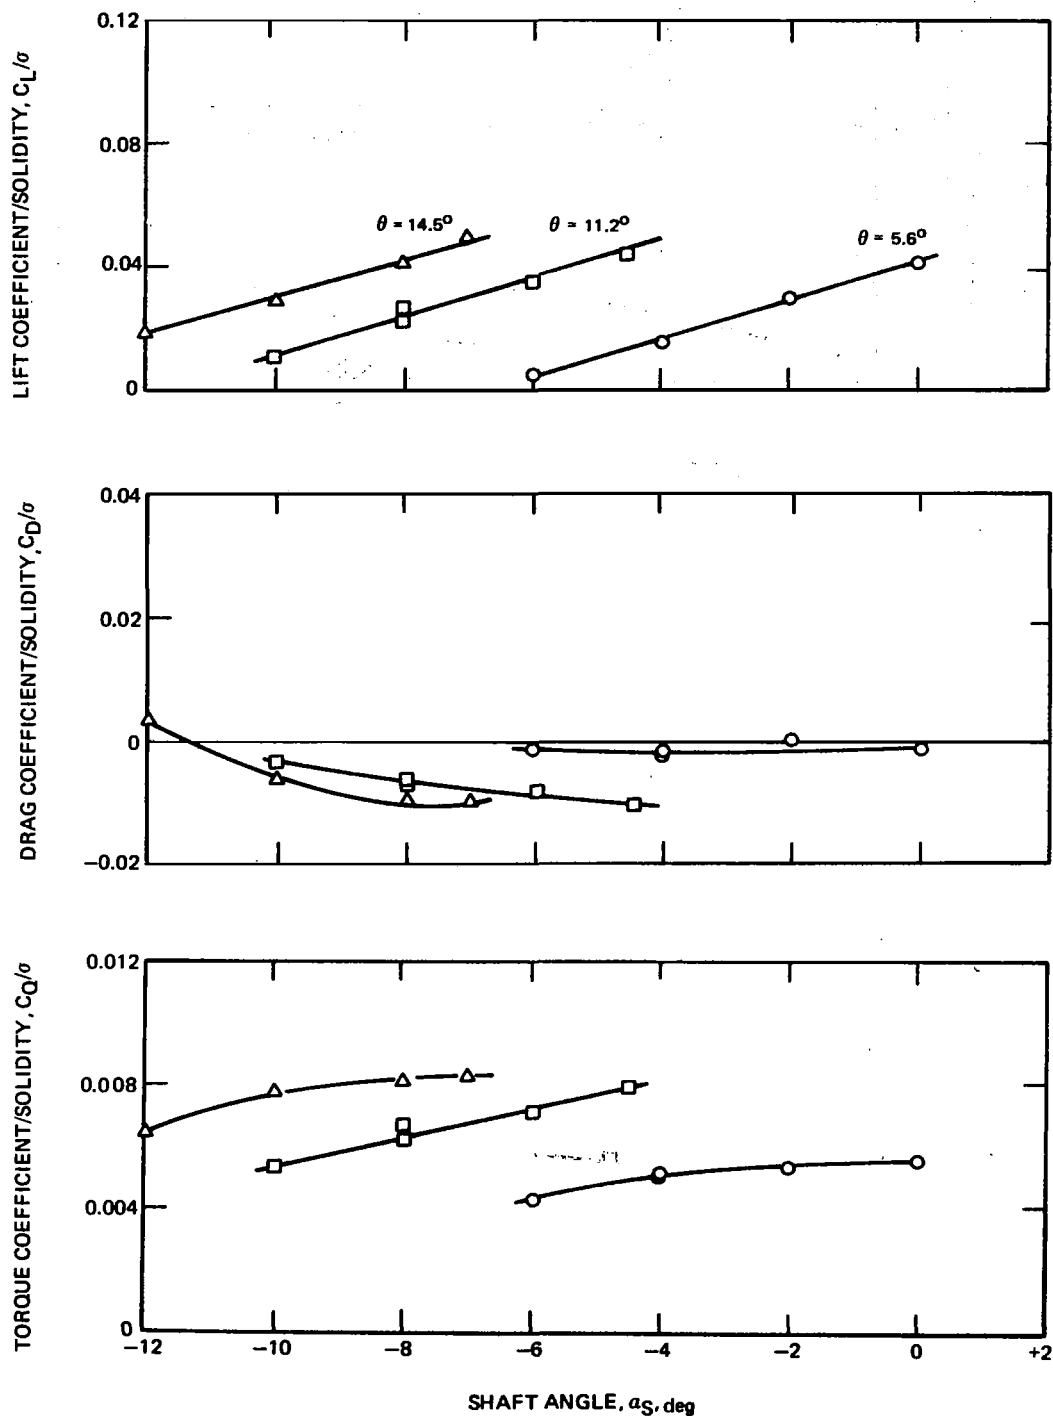 LIFT COEFFICIENT/SOLIDITY, C_L/σ
0.12
0.08
0.04
0
θ = 14.5°
θ = 11.2°
θ = 5.6°
DRAG COEFFICIENT/SOLIDITY, C_D/σ
0.04
0.02
0
−0.02
TORQUE COEFFICIENT/SOLIDITY, C_Q/σ
0.012
0.008
0.004
0
−12
−10
−8
−6
−4
−2
0
+2
SHAFT ANGLE, α_S, deg